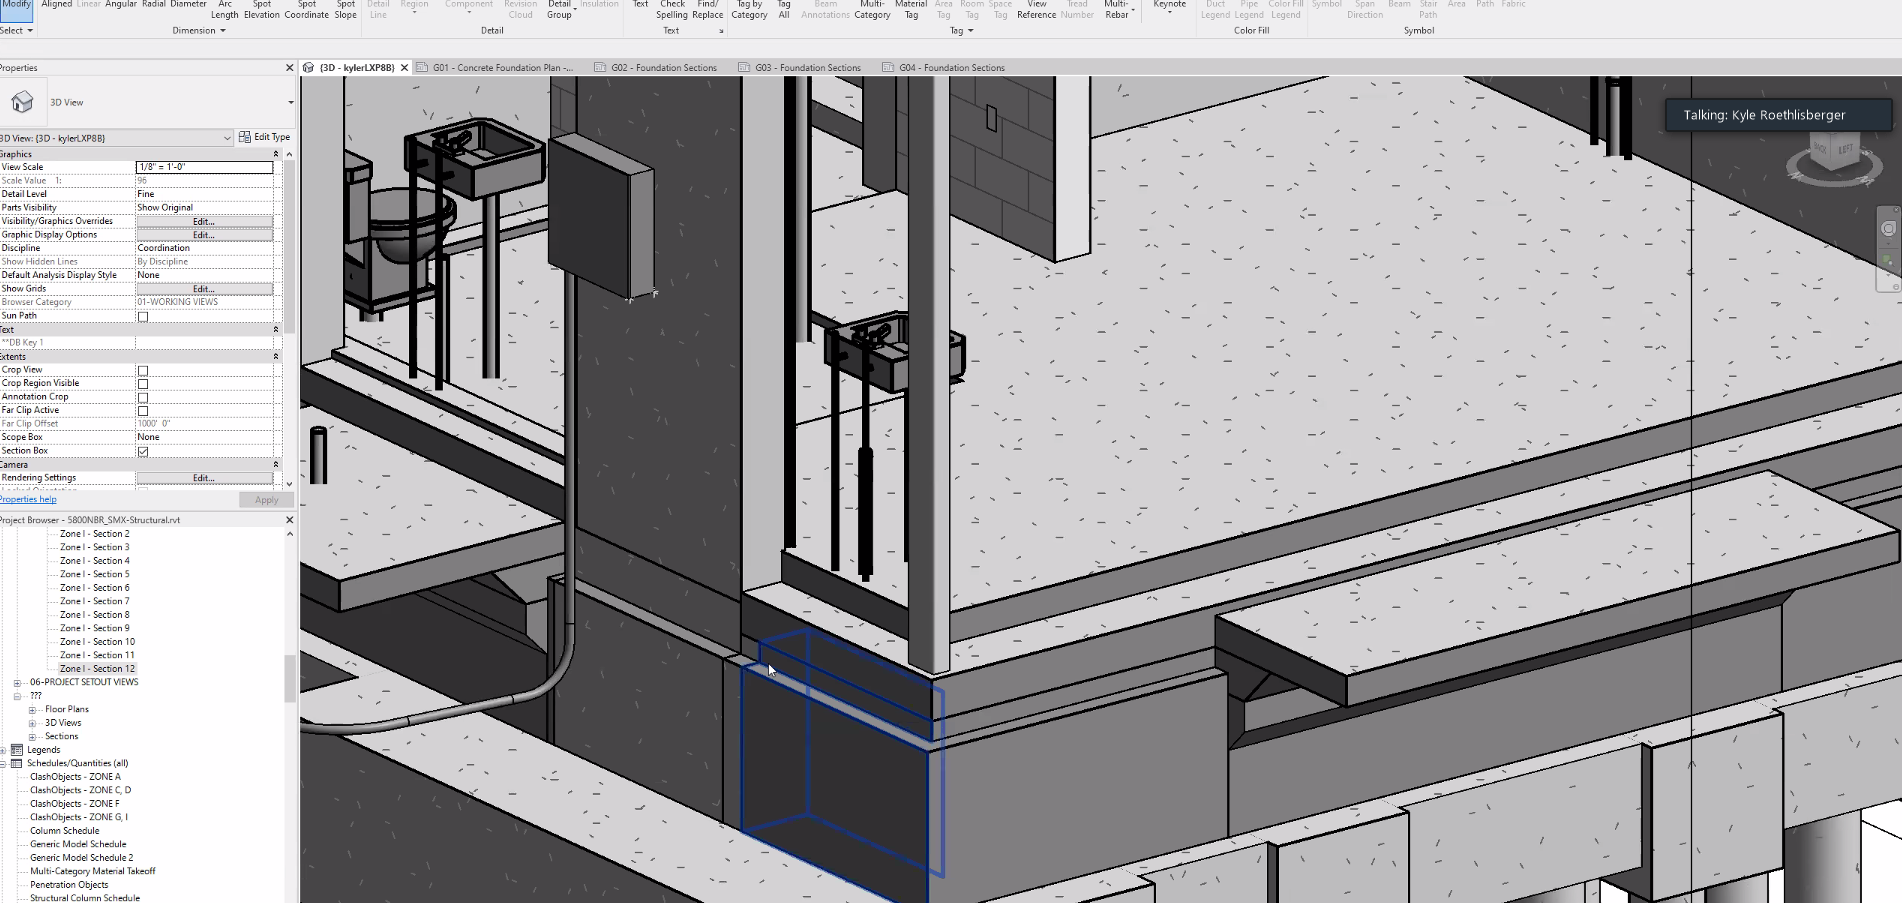 Modify Aligned Linear Angular Radial Diameter Arc Length Spot Elevation Spot Coordinate Spot Slope Detail Line Region Component Revision Cloud Detail Group Insulation Text Check Spelling Find/ Replace Tag by Category Tag All Beam Annotations Multi- Category Material Tag Area Tag Room Tag Space Tag View Reference Tread Number Multi- Rebar Keynote Duct Legend Pipe Legend Color Fill Legend Symbol Span Direction Beam Stair Path Area Path Fabric
Select Dimension Detail Text Tag Color Fill Symbol
Properties
{3D - kylerLXP8B} G01 - Concrete Foundation Plan -... G02 - Foundation Sections G03 - Foundation Sections G04 - Foundation Sections
3D View
3D View: {3D - kylerLXP8B} Edit Type
Graphics
View Scale 1/8" = 1'-0"
Scale Value 1: 96
Detail Level Fine
Parts Visibility Show Original
Visibility/Graphics Overrides Edit...
Graphic Display Options Edit...
Discipline Coordination
Show Hidden Lines By Discipline
Default Analysis Display Style None
Show Grids Edit...
Browser Category 01-WORKING VIEWS
Sun Path
Text
**DB Key 1
Extents
Crop View
Crop Region Visible
Annotation Crop
Far Clip Active
Far Clip Offset 1000' 0"
Scope Box None
Section Box
Camera
Rendering Settings Edit...
Properties help Apply
Project Browser - 5800NBR_SMX-Structural.rvt
Zone I - Section 2
Zone I - Section 3
Zone I - Section 4
Zone I - Section 5
Zone I - Section 6
Zone I - Section 7
Zone I - Section 8
Zone I - Section 9
Zone I - Section 10
Zone I - Section 11
Zone I - Section 12
06-PROJECT SETOUT VIEWS
???
Floor Plans
3D Views
Sections
Legends
Schedules/Quantities (all)
ClashObjects - ZONE A
ClashObjects - ZONE C, D
ClashObjects - ZONE F
ClashObjects - ZONE G, I
Column Schedule
Generic Model Schedule
Generic Model Schedule 2
Multi-Category Material Takeoff
Penetration Objects
Structural Column Schedule
Talking: Kyle Roethlisberger
BACK LEFT